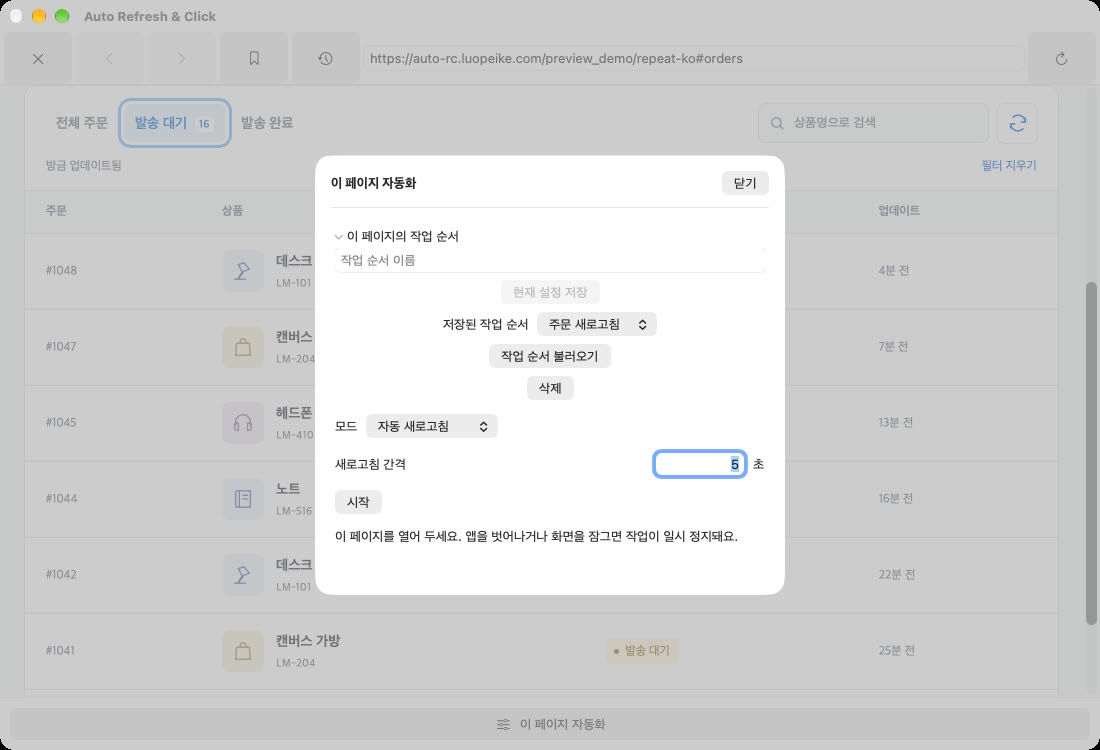 Auto Refresh & Click
https://auto-rc.luopeike.com/preview_demo/repeat-ko#orders
전체 주문 발송 대기 16 발송 완료 상품명으로 검색
방금 업데이트됨 필터 지우기
주문 상품 업데이트
#1048 데스크 4분 전
LM-101
#1047 캔버스 7분 전
LM-204
#1045 헤드폰 13분 전
LM-410
#1044 노트 16분 전
LM-516
#1042 데스크 22분 전
LM-101
#1041 캔버스 가방 발송 대기 25분 전
LM-204
이 페이지 자동화 닫기
이 페이지의 작업 순서
작업 순서 이름
현재 설정 저장
저장된 작업 순서 주문 새로고침
작업 순서 불러오기
삭제
모드 자동 새로고침
새로고침 간격 5 초
시작
이 페이지를 열어 두세요. 앱을 벗어나거나 화면을 잠그면 작업이 일시 정지돼요.
이 페이지 자동화